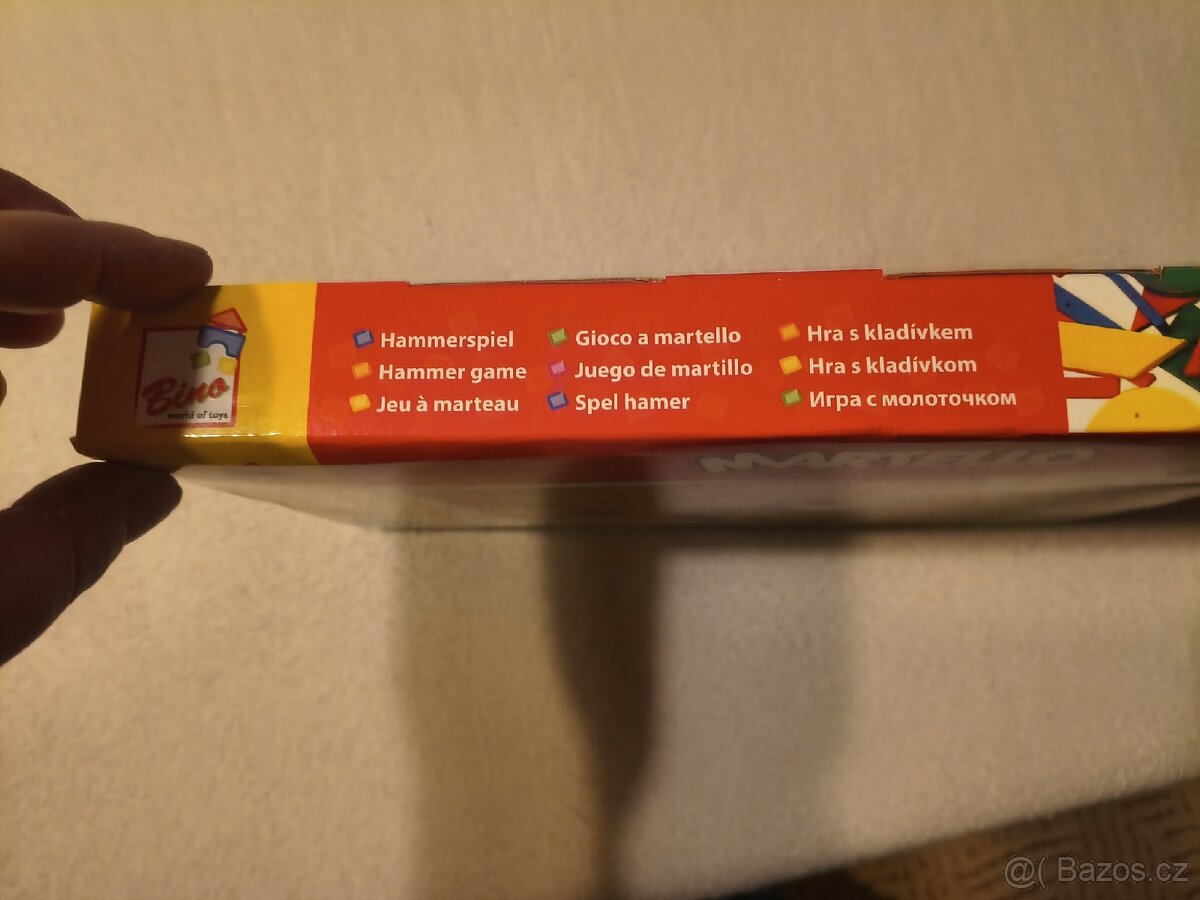 Bino
world of toys
Hammerspiel
Hammer game
Jeu à marteau
Gioco a martello
Juego de martillo
Spel hamer
Hra s kladívkem
Hra s kladívkom
Игра с молоточком
MARTELLO
@( Bazos.cz